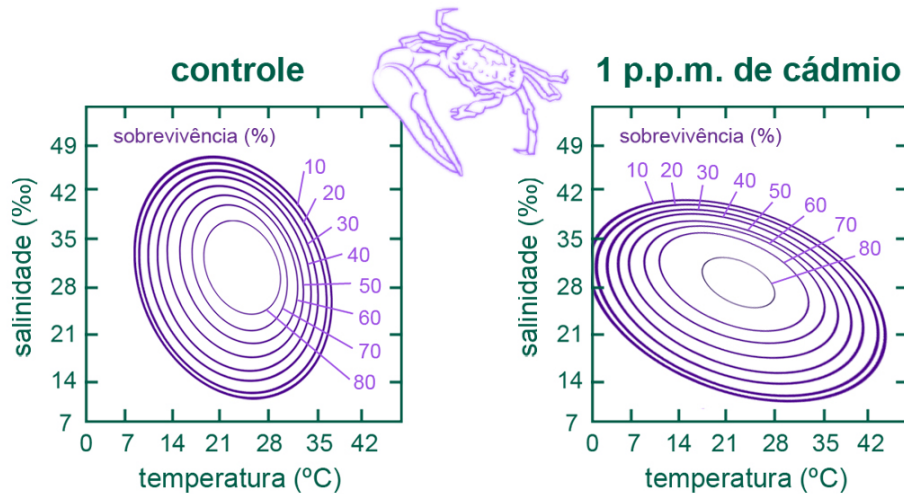 controle
sobrevivência (%)
salinidade (‰)
49
42
35
28
21
14
7
10
20
30
40
50
60
70
80
0 7 14 21 28 35 42
temperatura (ºC)
1 p.p.m. de cádmio
sobrevivência (%)
salinidade (‰)
49
42
35
28
21
14
7
10 20 30 40 50 60 70 80
0 7 14 21 28 35 42
temperatura (ºC)